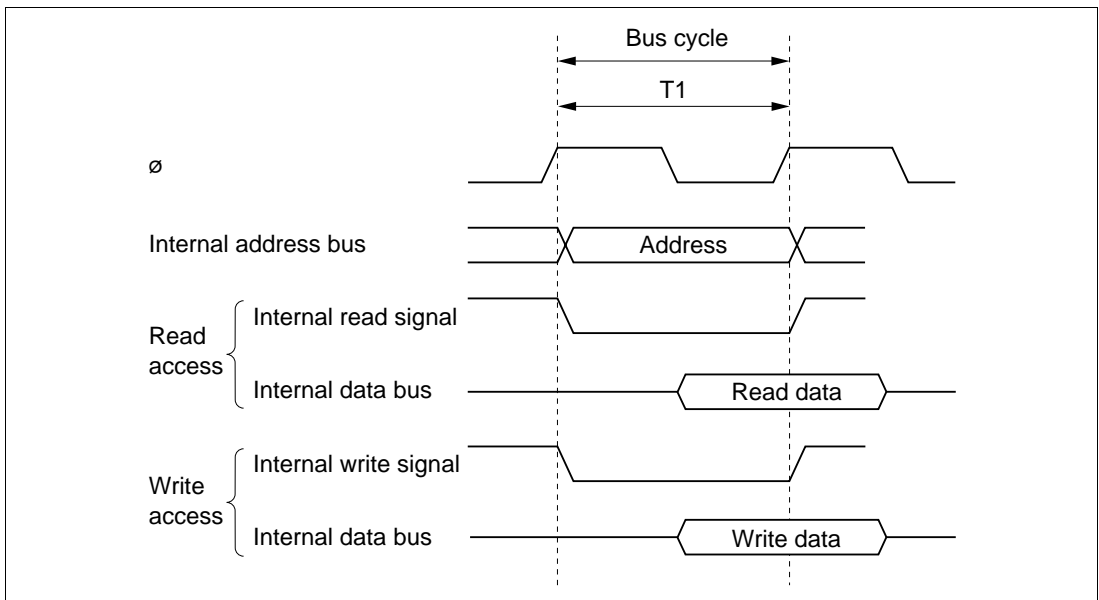 Bus cycle
T1
ø
Internal address bus
Address
Read
access
Internal read signal
Internal data bus
Read data
Write
access
Internal write signal
Internal data bus
Write data